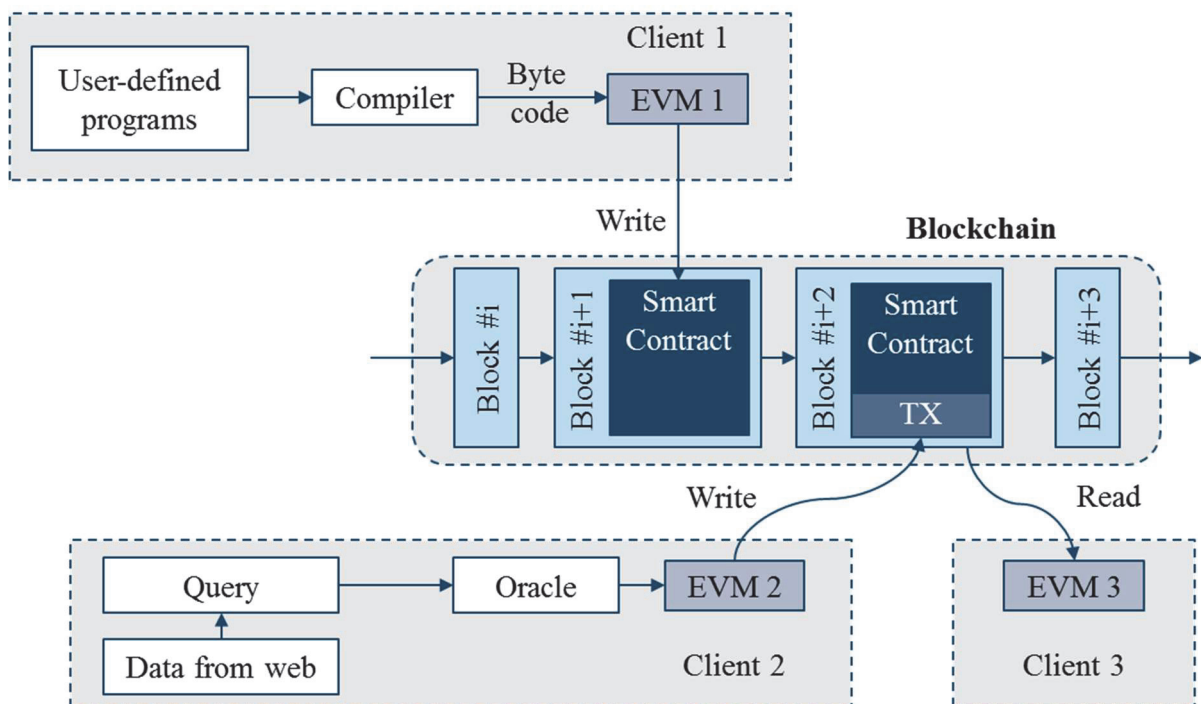 Client 1
User-defined
programs
Compiler
Byte
code
EVM 1
Write
Blockchain
Block #i
Block #i+1
Smart
Contract
Block #i+2
Smart
Contract
TX
Block #i+3
Write
Read
Query
Oracle
EVM 2
EVM 3
Data from web
Client 2
Client 3